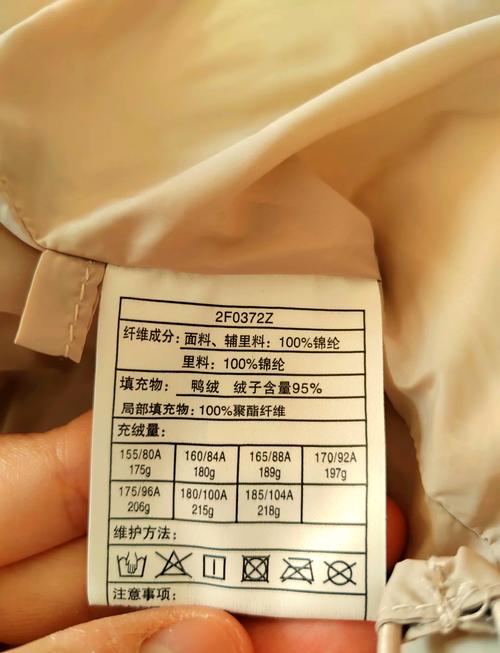 2F0372Z
纤维成分：面料、辅里料：100%锦纶
里料：100%锦纶
填充物： 鸭绒 绒子含量95%
局部填充物：100%聚酯纤维
充绒量：
155/80A 160/84A 165/88A 170/92A
175g 180g 189g 197g
175/96A 180/100A 185/104A
206g 215g 218g
维护方法：
注意事项：